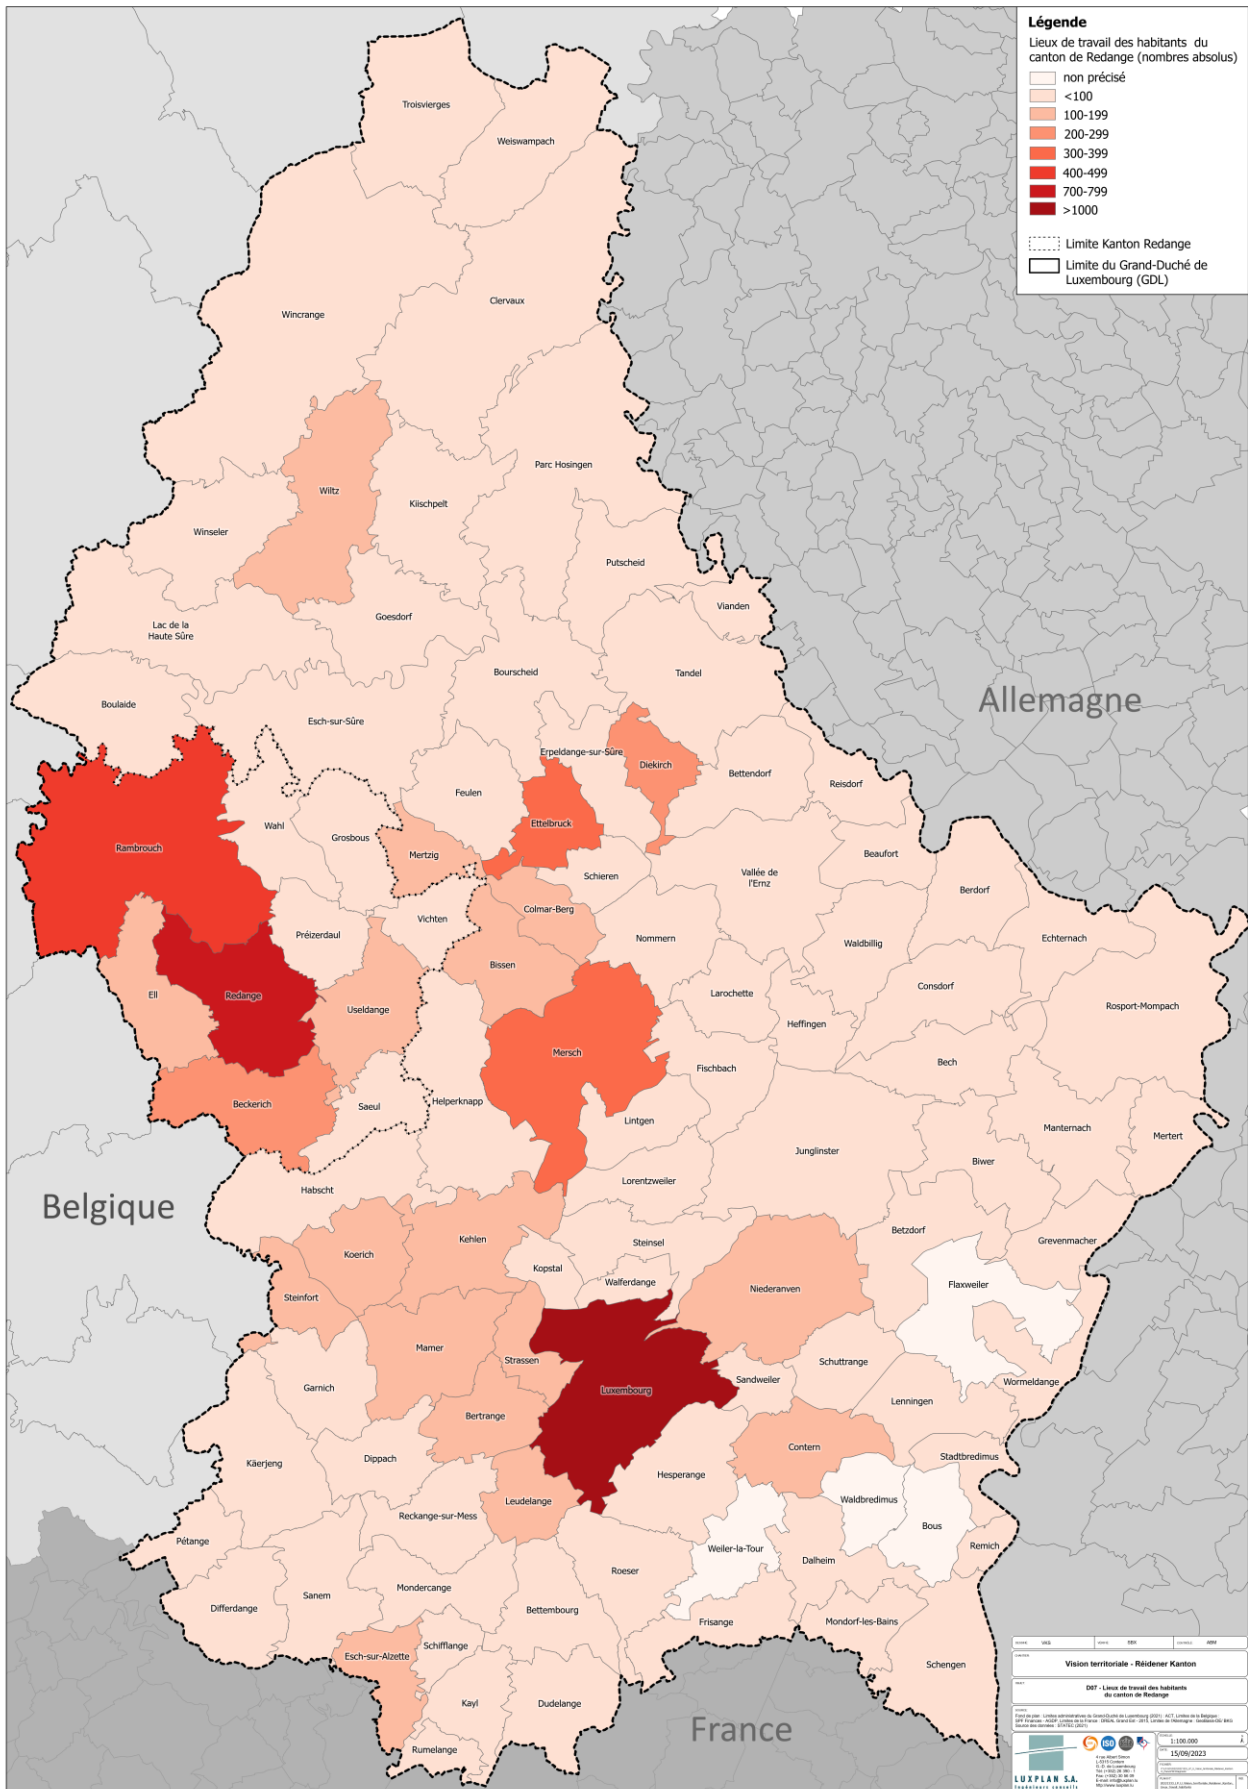 Légende
Lieux de travail des habitants du
canton de Redange (nombres absolus)
non précisé
<100
100-199
200-299
300-399
400-499
700-799
>1000
Limite Kanton Redange
Limite du Grand-Duché de
Luxembourg (GDL)
Troisvierges
Weiswampach
Clervaux
Wincrange
Parc Hosingen
Wiltz
Kiischpelt
Winseler
Putscheid
Vianden
Goesdorf
Lac de la
Haute Sûre
Bourscheid
Tandel
Allemagne
Boulaide
Esch-sur-Sûre
Erpeldange-sur-Sûre
Diekirch
Bettendorf
Reisdorf
Feulen
Ettelbruck
Wahl
Grosbous
Rambrouch
Mertzig
Beaufort
Schieren
Vallée de
l'Ernz
Berdorf
Colmar-Berg
Vichten
Préizerdaul
Nommern
Waldbillig
Echternach
Bissen
Consdorf
Ell
Redange
Useldange
Larochette
Heffingen
Rosport-Mompach
Mersch
Fischbach
Bech
Beckerich
Saeul
Helperknapp
Lintgen
Manternach
Mertert
Junglinster
Biwer
Habscht
Lorentzweiler
Belgique
Betzdorf
Grevenmacher
Koerich
Kehlen
Steinsel
Kopstal
Walferdange
Flaxweiler
Niederanven
Steinfort
Mamer
Strassen
Schuttrange
Sandweiler
Wormeldange
Garnich
Luxembourg
Lenningen
Bertrange
Contern
Stadtbredimus
Käerjeng
Dippach
Hesperange
Leudelange
Waldbredimus
Reckange-sur-Mess
Bous
Pétange
Weiler-la-Tour
Remich
Roeser
Dalheim
Sanem
Mondercange
Differdange
Bettembourg
Frisange
Mondorf-les-Bains
Schifflange
Esch-sur-Alzette
Schengen
Kayl
Dudelange
France
Rumelange
Vision territoriale - Réidener Kanton
D07 - Lieux de travail des habitants
du canton de Redange
1:100.000
15/09/2023
LUXPLAN S.A.
Ingénieurs conseils